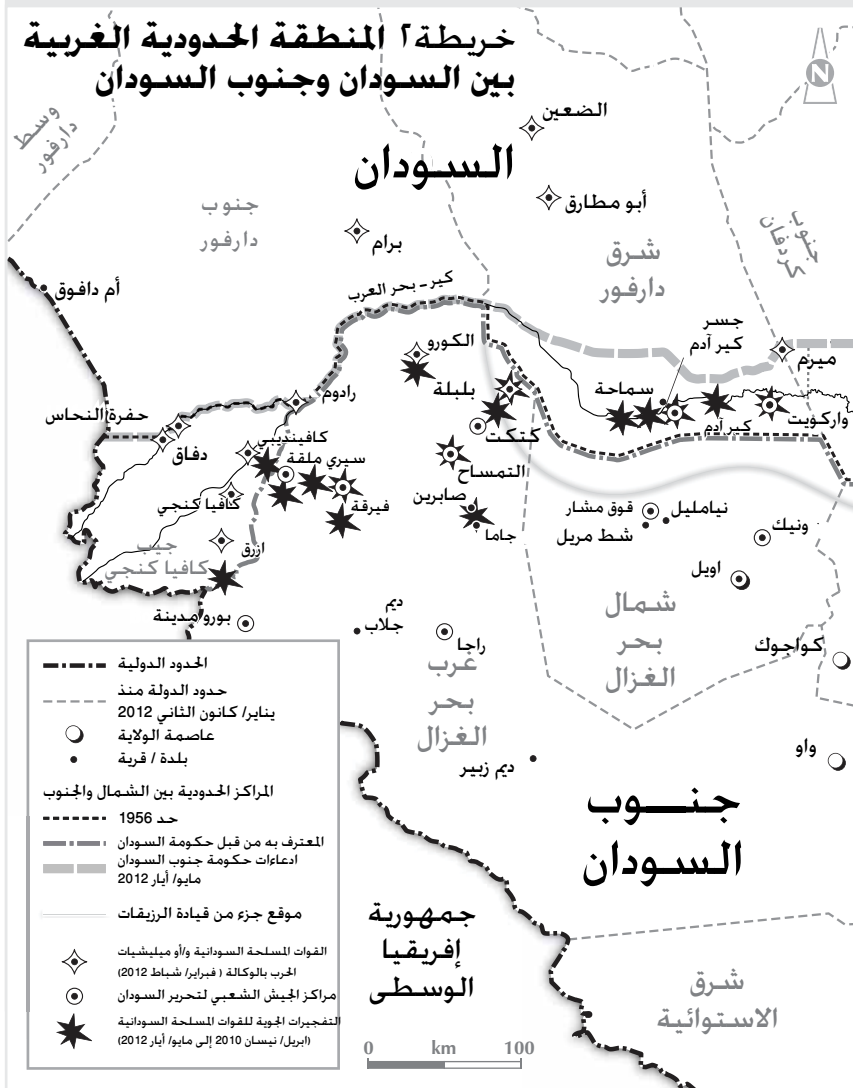 خريطة ٢ المنطقة الحدودية الغربية
بين السودان وجنوب السودان
N
وسط
دارفور
الضعين
السودان
أبو مطارق
جنوب
دارفور
برام
شرق
دارفور
جنوب
كردفان
أم دافوق
كير - بحر العرب
جسر
كير آدم
ميرم
الكورو
بلبلة
سماحة
رادوم
حفرة النحاس
واركويت
كير آدم
كتكت
دفاق
كافينديبي
سيري ملقة
التمساح
كافيا كنجي
فيرقة
صابرين
قوق مشار
نيامليل
جاما
شط مريل
ونيك
ازرق
جيب
كافيا كنجي
اويل
بورو مدينة
ديم
جلاب
راجا
شمال
بحر
الغزال
كواجوك
غرب
بحر
الغزال
ديم زبير
واو
جنوب
السودان
جمهورية
إفريقيا
الوسطى
شرق
الاستوائية
الحدود الدولية
حدود الدولة منذ
يناير/ كانون الثاني 2012
عاصمة الولاية
بلدة / قرية
المراكز الحدودية بين الشمال والجنوب
حد 1956
المعترف به من قبل حكومة السودان
ادعاءات حكومة جنوب السودان
مايو/ أيار 2012
موقع جزء من قيادة الرزيقات
القوات المسلحة السودانية و/أو ميليشيات
الحرب بالوكالة ( فبراير/ شباط 2012)
مراكز الجيش الشعبي لتحرير السودان
التفجيرات الجوية للقوات المسلحة السودانية
(ابريل/ نيسان 2010 إلى مايو/ أيار 2012)
0 km 100